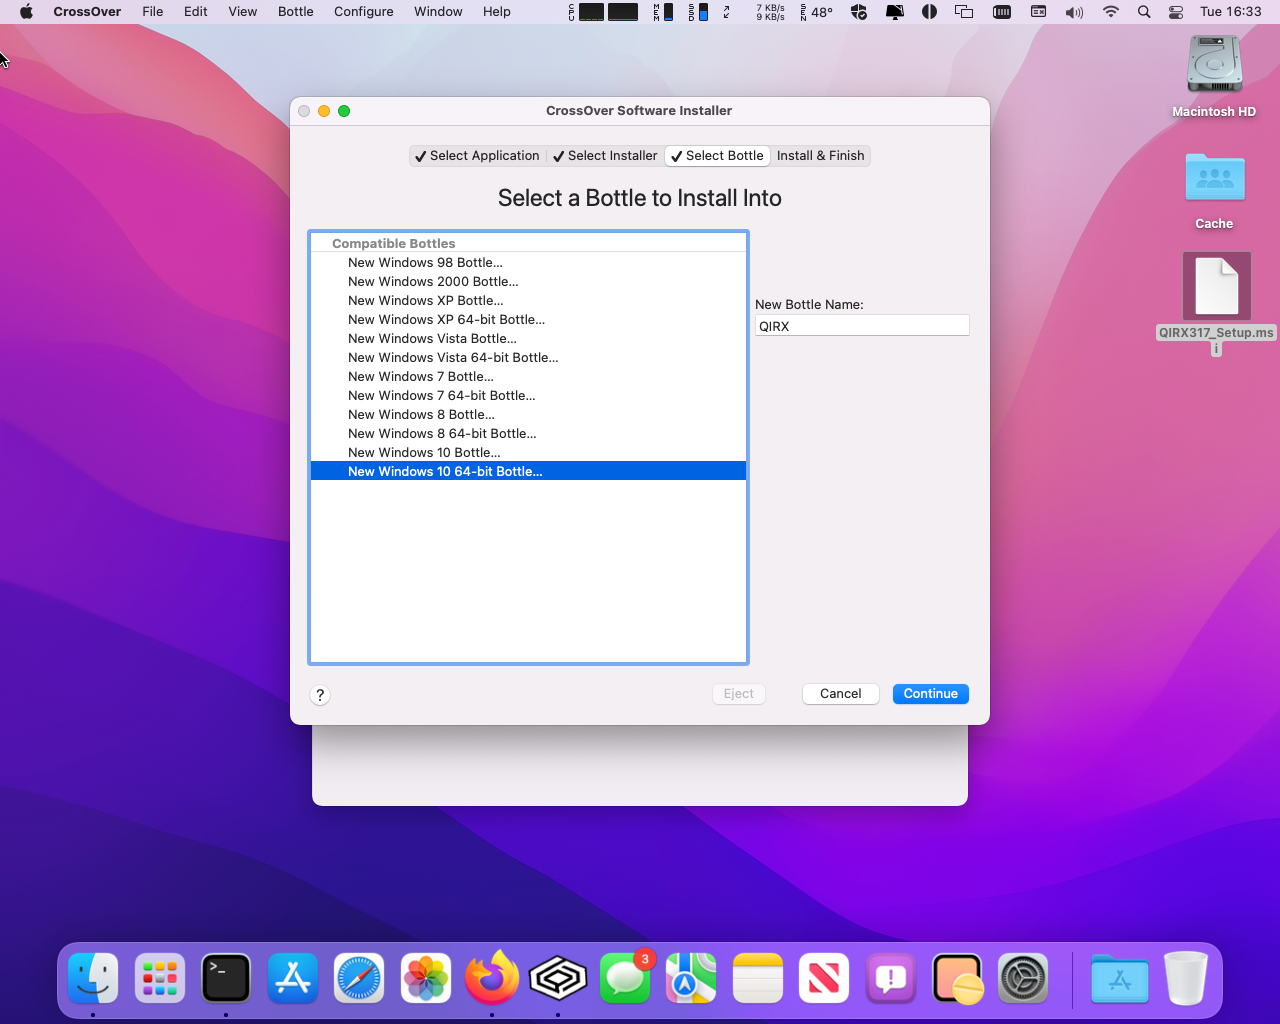 CrossOver File Edit View Bottle Configure Window Help CPU MEM SSD 7 KB/s 9 KB/s SEN 48° Tue 16:33
Macintosh HD
Cache
QIRX317_Setup.ms
i
CrossOver Software Installer
✓ Select Application ✓ Select Installer ✓ Select Bottle Install & Finish
Select a Bottle to Install Into
Compatible Bottles
New Windows 98 Bottle...
New Windows 2000 Bottle...
New Windows XP Bottle...
New Windows XP 64-bit Bottle...
New Windows Vista Bottle...
New Windows Vista 64-bit Bottle...
New Windows 7 Bottle...
New Windows 7 64-bit Bottle...
New Windows 8 Bottle...
New Windows 8 64-bit Bottle...
New Windows 10 Bottle...
New Windows 10 64-bit Bottle...
New Bottle Name:
QIRX
? Eject Cancel Continue
3